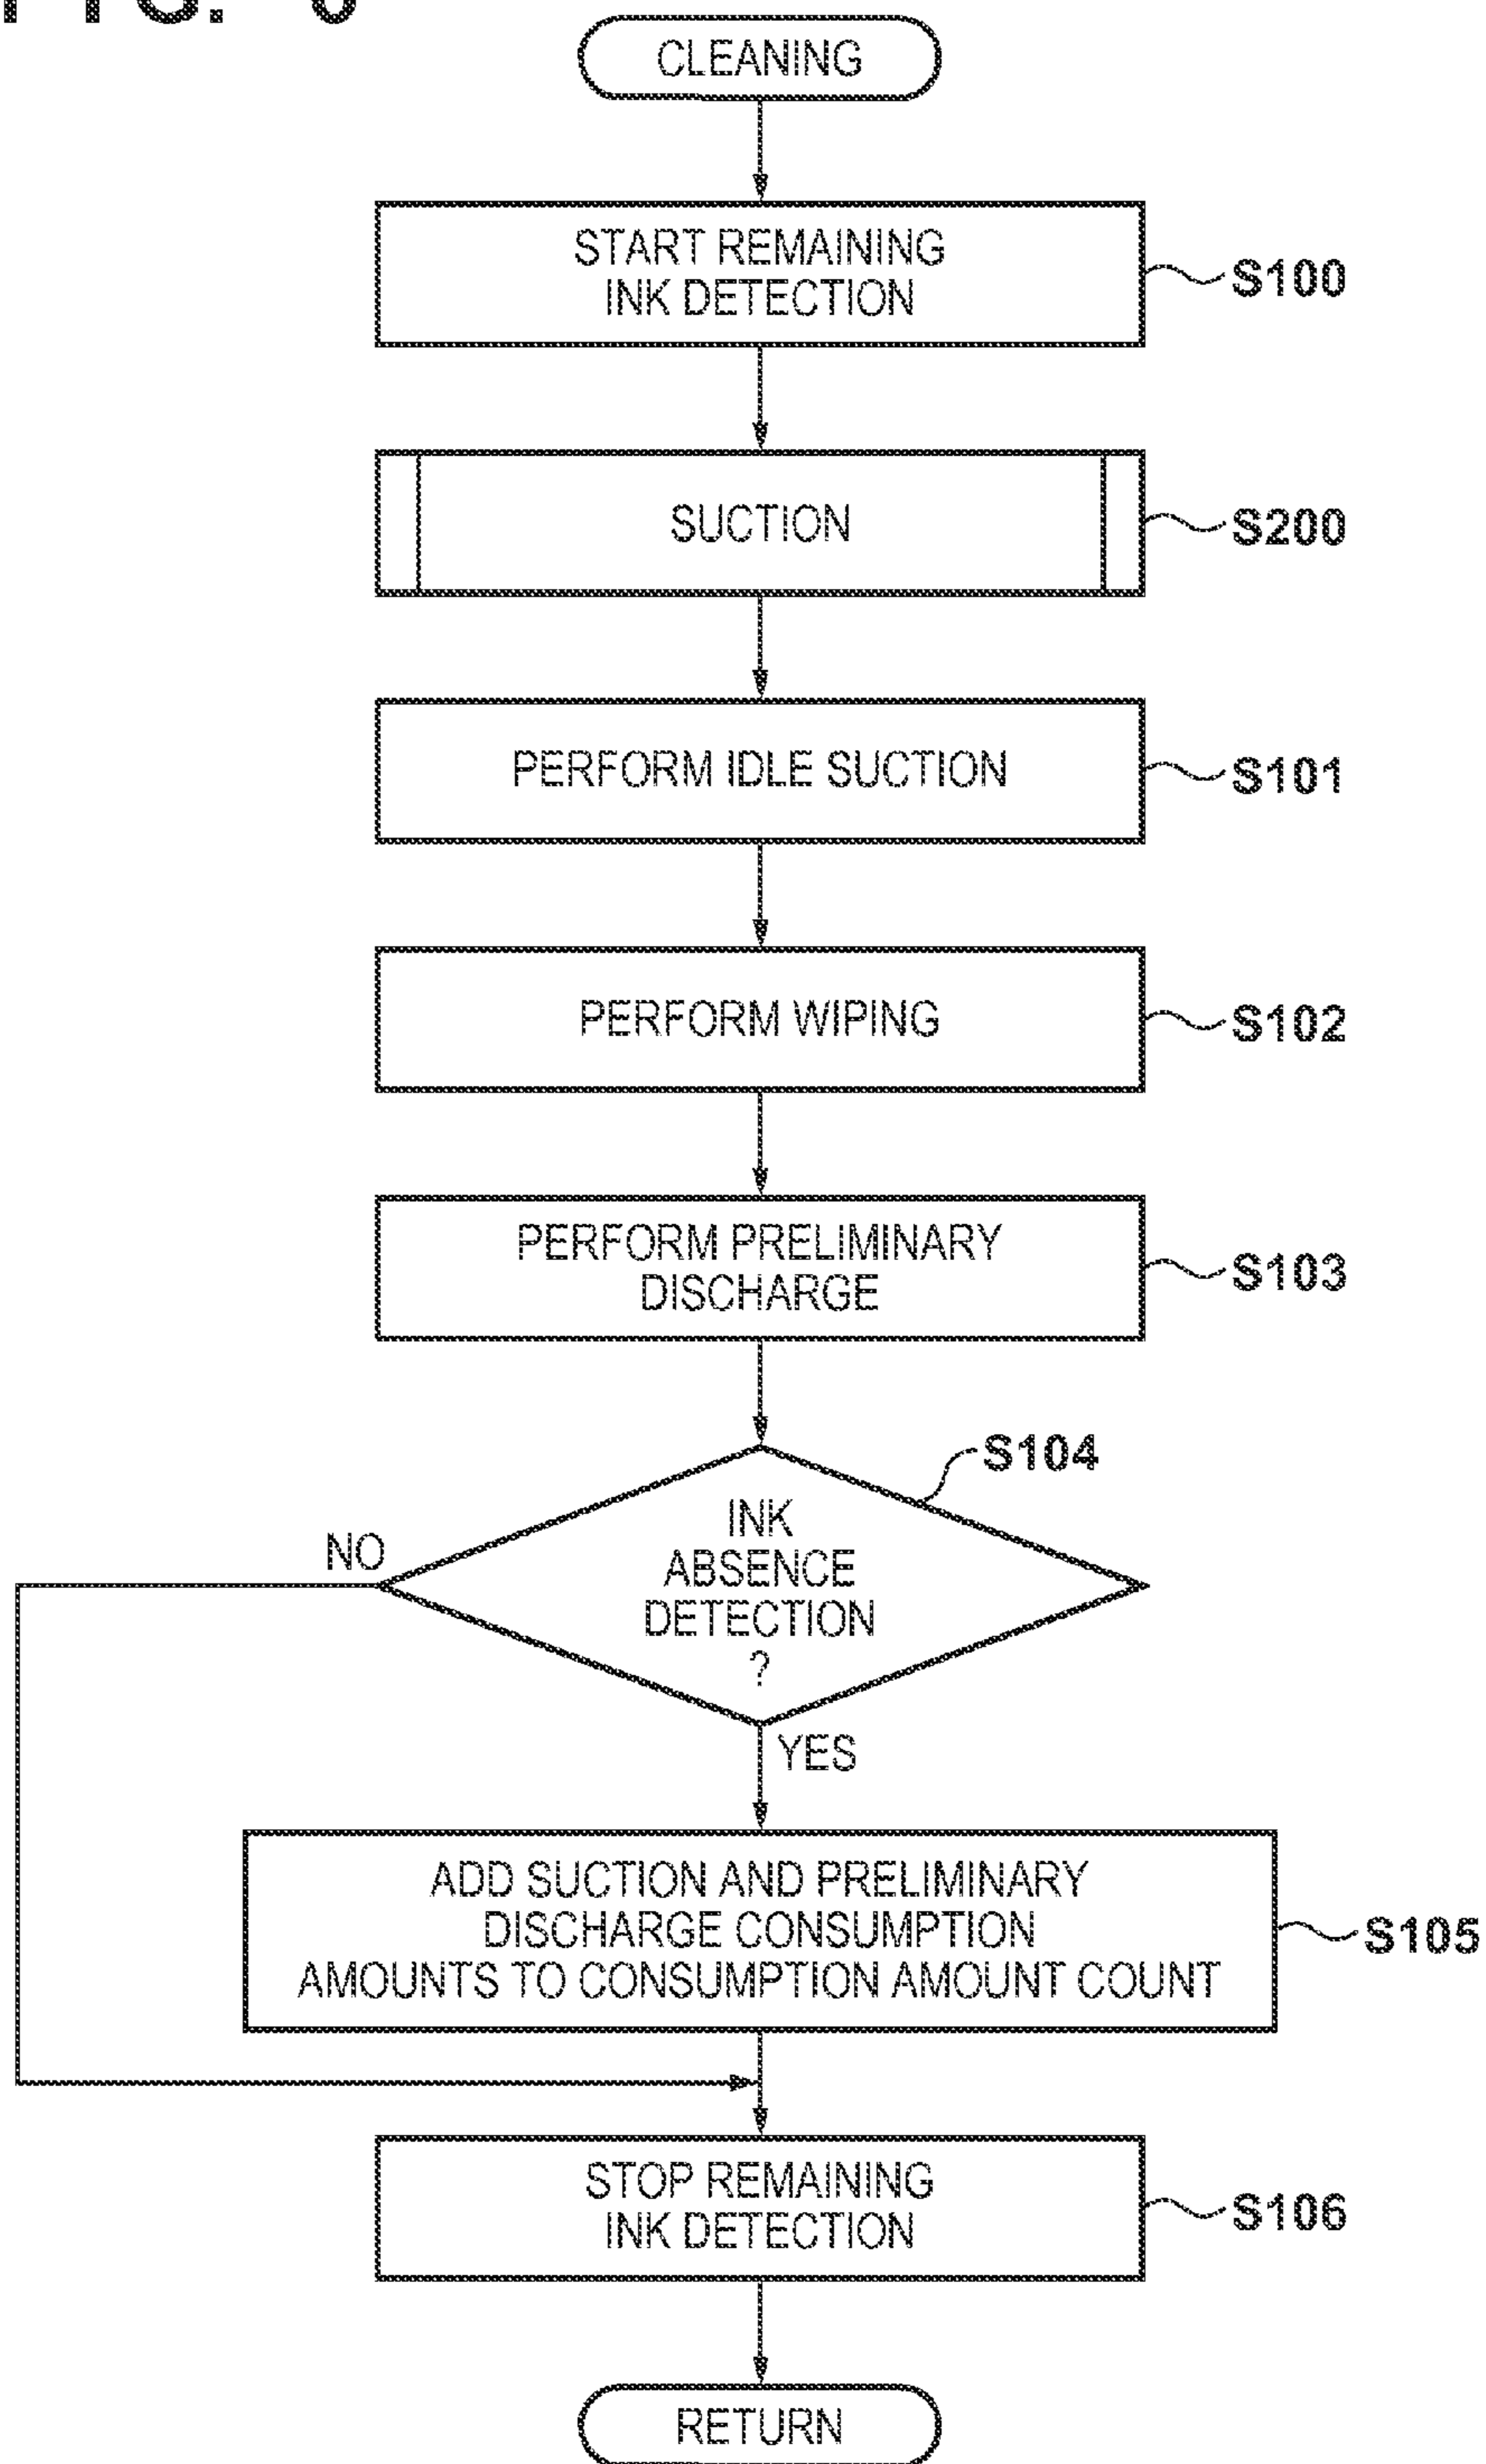 CLEANING
START REMAINING
INK DETECTION
S100
SUCTION
S200
PERFORM IDLE SUCTION
S101
PERFORM WIPING
S102
PERFORM PRELIMINARY
DISCHARGE
S103
S104
INK
ABSENCE
DETECTION
?
NO
YES
ADD SUCTION AND PRELIMINARY
DISCHARGE CONSUMPTION
AMOUNTS TO CONSUMPTION AMOUNT COUNT
S105
STOP REMAINING
INK DETECTION
S106
RETURN